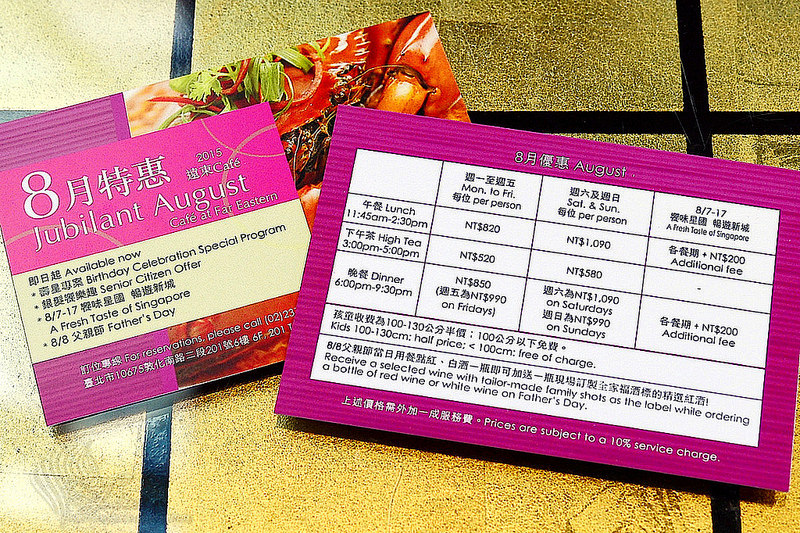 8月特惠
2015
遠東Café
Jubilant August
Café at Far Eastern
即日起 Available now
* 壽星專案 Birthday Celebration Special Program
* 銀髮饗樂趣 Senior Citizen Offer
* 8/7-17 饗味星國 暢遊新城
A Fresh Taste of Singapore
* 8/8 父親節 Father's Day
訂位專線 For reservations, please call (02)23
臺北市10675敦化南路二段201號6樓 6F, 201
8月優惠 August
週一至週五
Mon. to Fri.
每位 per person
週六及週日
Sat. & Sun.
每位 per person
8/7-17
饗味星國 暢遊新城
A Fresh Taste of Singapore
午餐 Lunch
11:45am-2:30pm
NT$820
NT$1,090
各餐期 + NT$200
Additional fee
下午茶 High Tea
3:00pm-5:00pm
NT$520
NT$580
-
晚餐 Dinner
6:00pm-9:30pm
NT$850
(週五為NT$990
on Fridays)
週六為NT$1,090
on Saturdays
週日為NT$990
on Sundays
各餐期 + NT$200
Additional fee
孩童收費為100-130公分半價；100公分以下免費。
Kids 100-130cm: half price; < 100cm: free of charge.
8/8父親節當日用餐點紅、白酒一瓶即可加送一瓶現場訂製全家福酒標的精選紅酒!
Receive a selected wine with tailor-made family shots as the label while ordering
a bottle of red wine or white wine on Father's Day.
上述價格需外加一成服務費。Prices are subject to a 10% service charge.